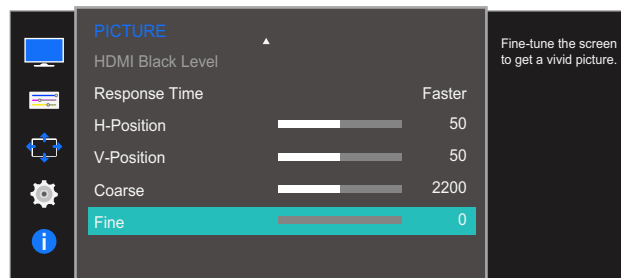 PICTURE
HDMI Black Level
Response Time Faster
H-Position 50
V-Position 50
Coarse 2200
Fine 0
Fine-tune the screen
to get a vivid picture.
i